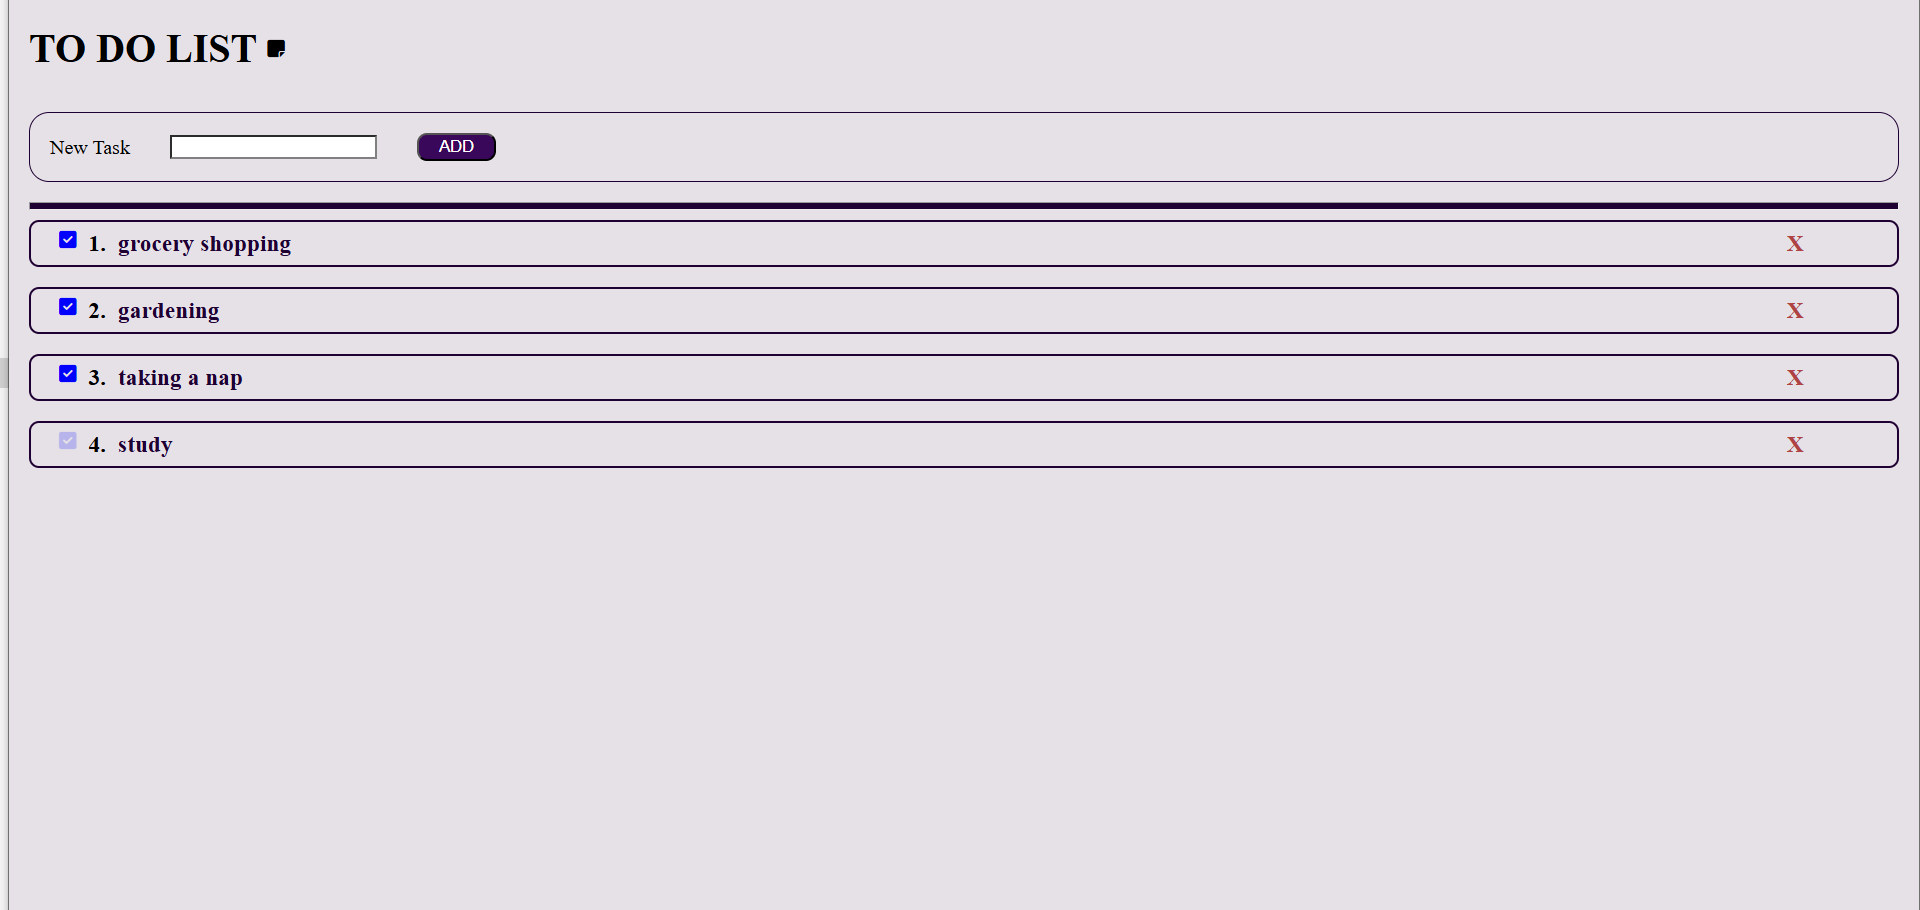 TO DO LIST
New Task ADD
1. grocery shopping X
2. gardening X
3. taking a nap X
4. study X